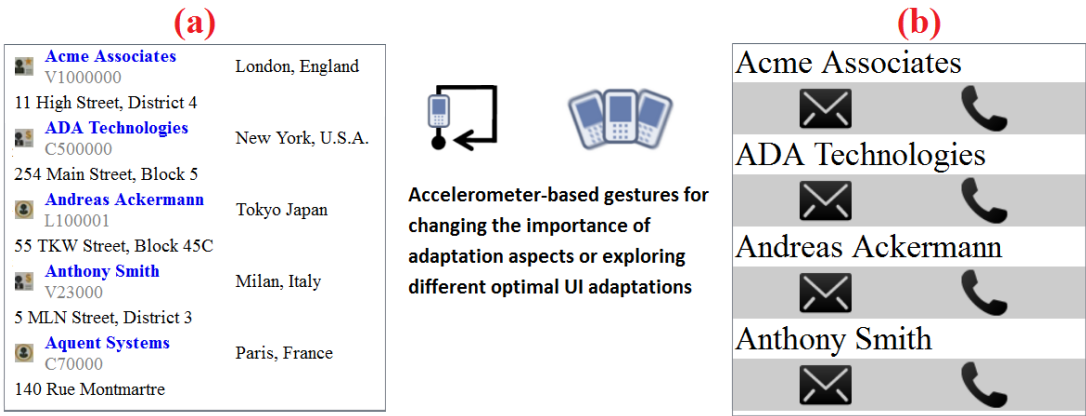 (a)
Acme Associates
V1000000
London, England
11 High Street, District 4
ADA Technologies
C500000
New York, U.S.A.
254 Main Street, Block 5
Andreas Ackermann
L100001
Tokyo Japan
55 TKW Street, Block 45C
Anthony Smith
V23000
Milan, Italy
5 MLN Street, District 3
Aquent Systems
C70000
Paris, France
140 Rue Montmartre
Accelerometer-based gestures for
changing the importance of
adaptation aspects or exploring
different optimal UI adaptations
(b)
Acme Associates
ADA Technologies
Andreas Ackermann
Anthony Smith